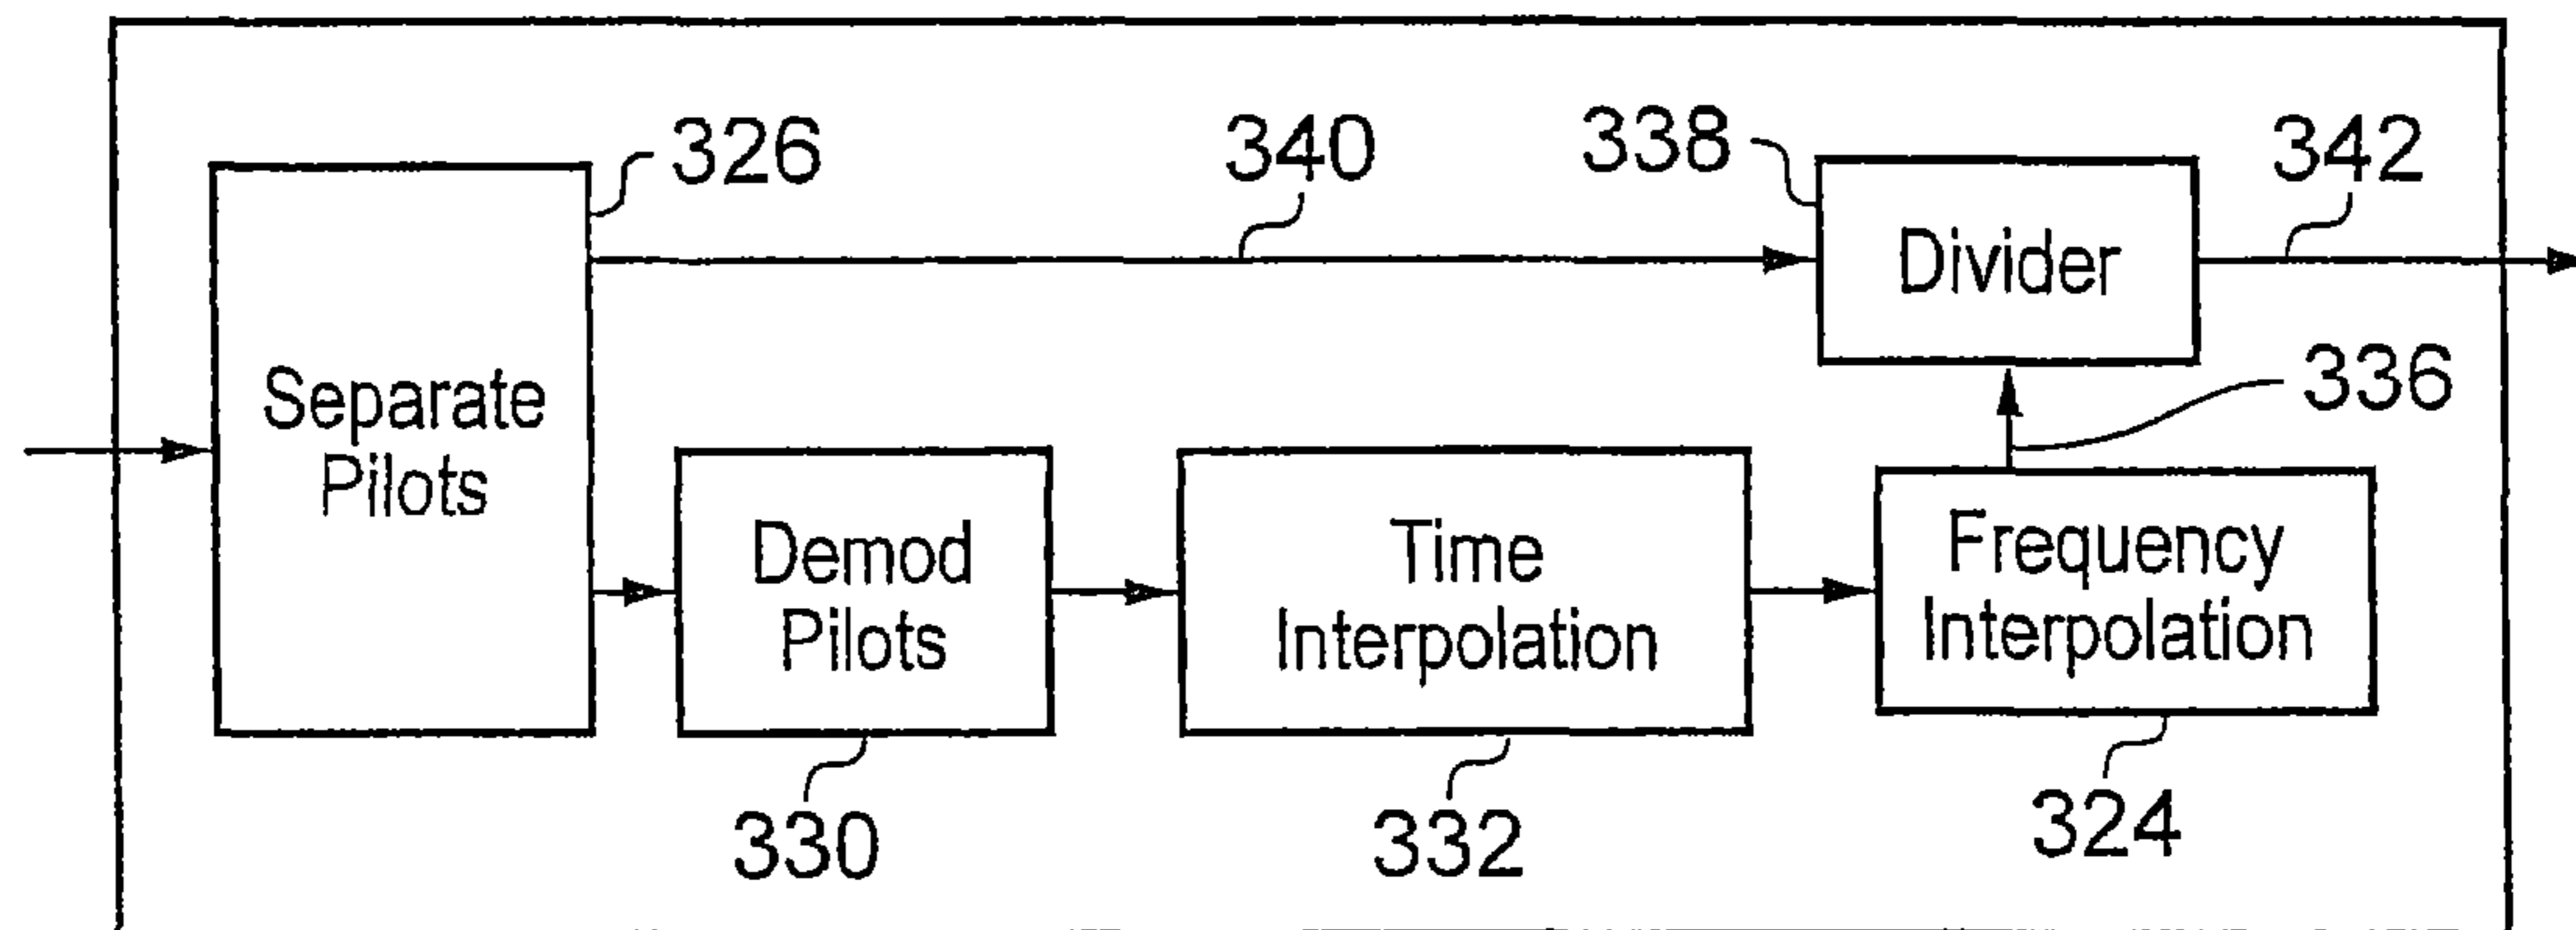 326
340
338
342
Divider
336
Separate
Pilots
Demod
Pilots
Time
Interpolation
Frequency
Interpolation
330
332
324